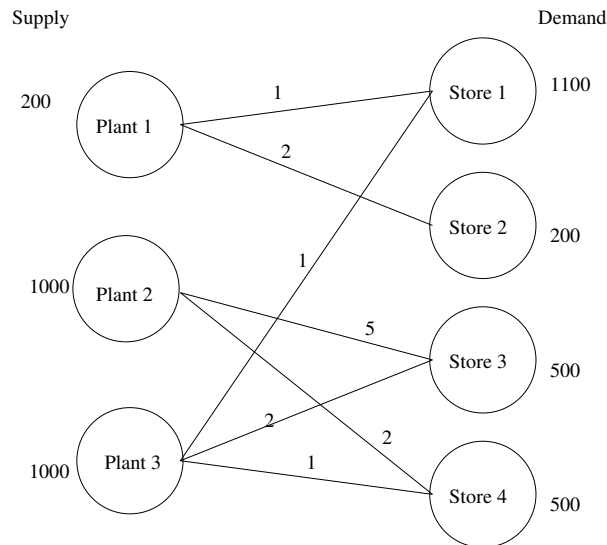 Supply Demand
200 Plant 1 1 Store 1 1100
2 Store 2 200
1
1000 Plant 2 5 Store 3 500
2 2
1000 Plant 3 1 Store 4 500